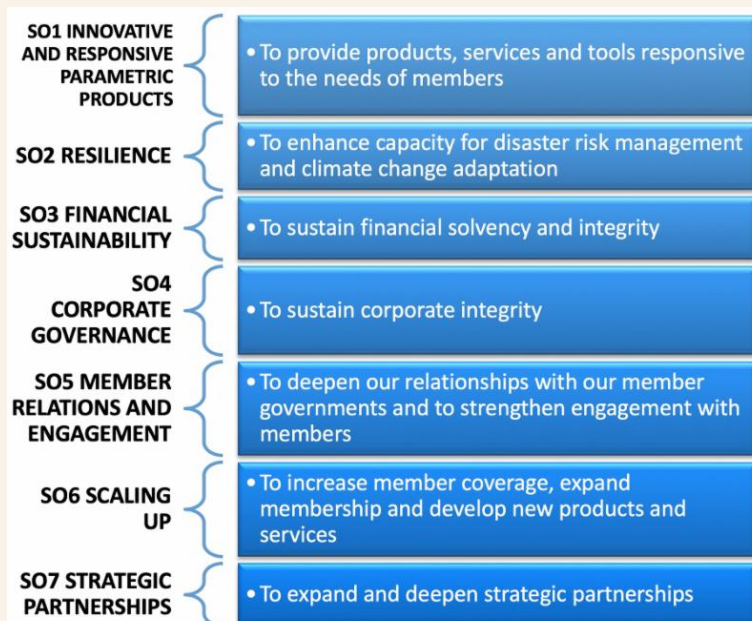 SO1 INNOVATIVE
AND RESPONSIVE
PARAMETRIC
PRODUCTS
• To provide products, services and tools responsive
to the needs of members
SO2 RESILIENCE
• To enhance capacity for disaster risk management
and climate change adaptation
SO3 FINANCIAL
SUSTAINABILITY
• To sustain financial solvency and integrity
SO4
CORPORATE
GOVERNANCE
• To sustain corporate integrity
SO5 MEMBER
RELATIONS AND
ENGAGEMENT
• To deepen our relationships with our member
governments and to strengthen engagement with
members
SO6 SCALING
UP
• To increase member coverage, expand
membership and develop new products and
services
SO7 STRATEGIC
PARTNERSHIPS
• To expand and deepen strategic partnerships